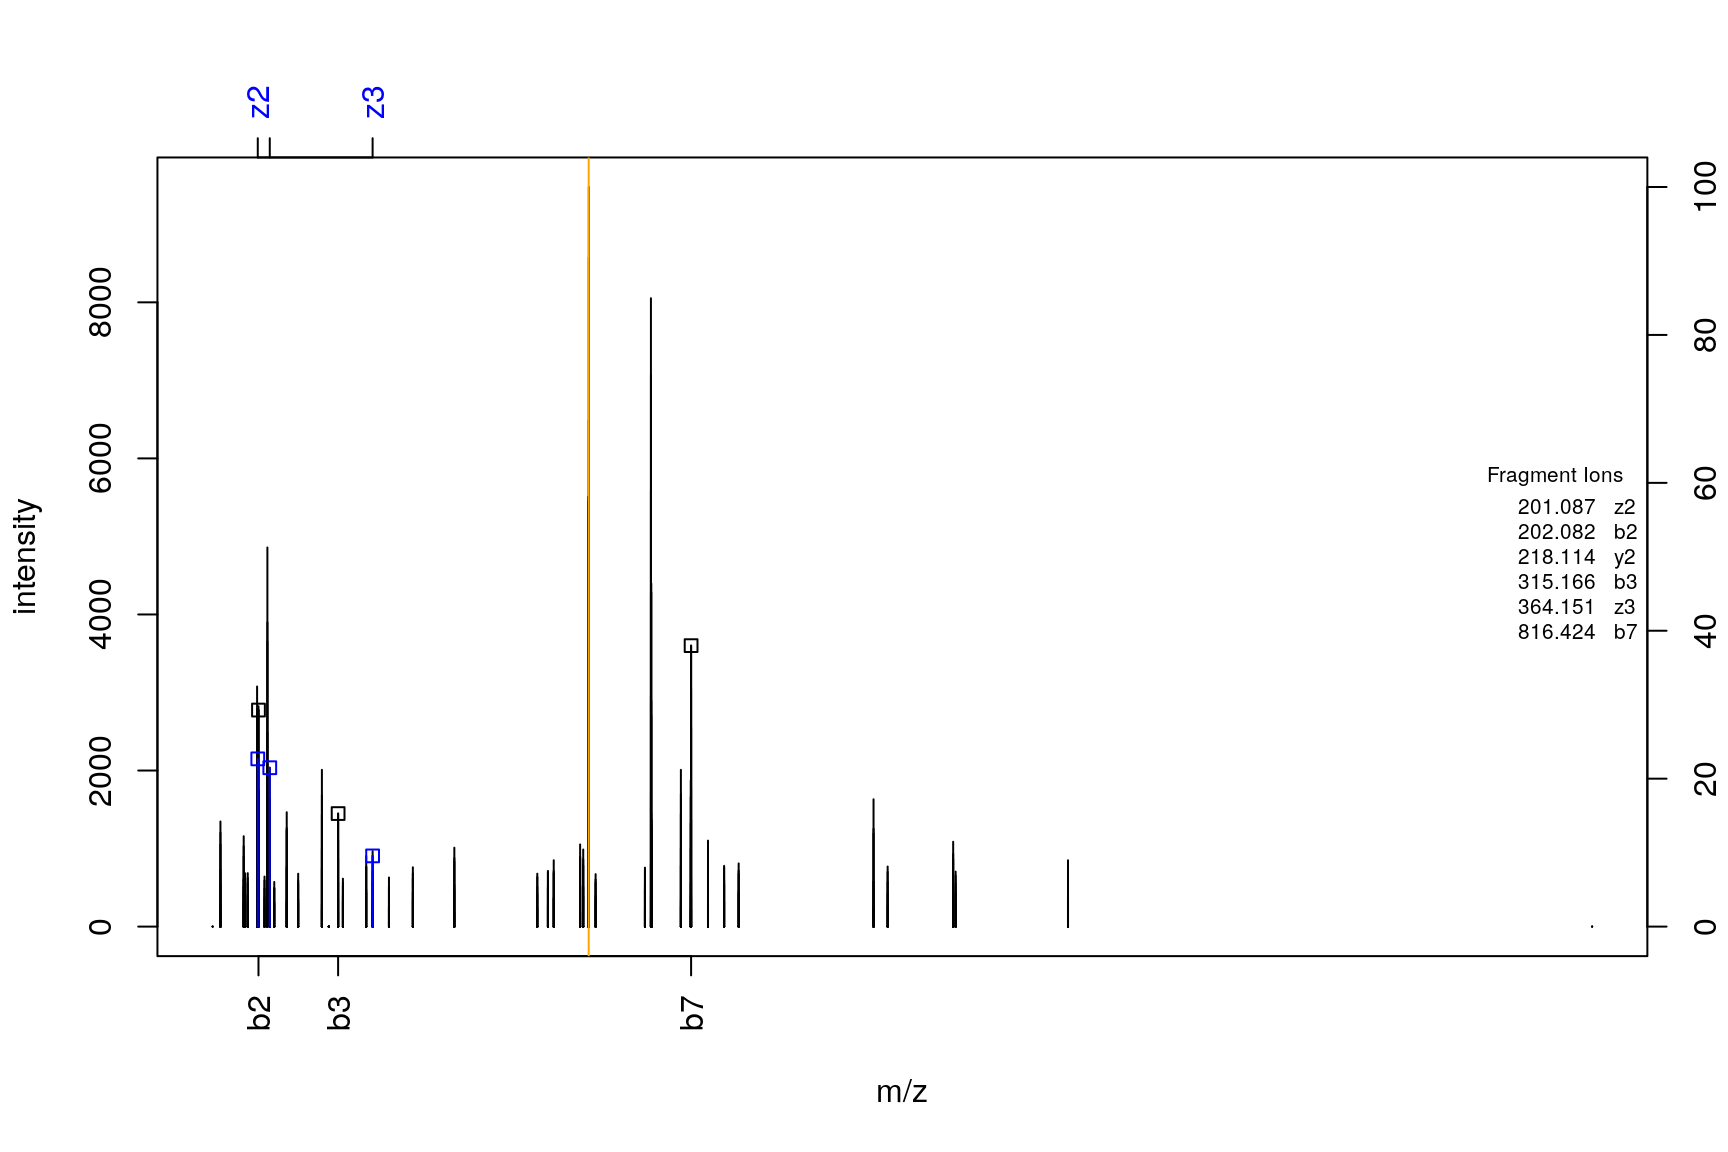 z2 z3
100
80
60
40
20
0
8000
6000
4000
2000
0
intensity
Fragment Ions
201.087 z2
202.082 b2
218.114 y2
315.166 b3
364.151 z3
816.424 b7
b2 b3 b7
m/z